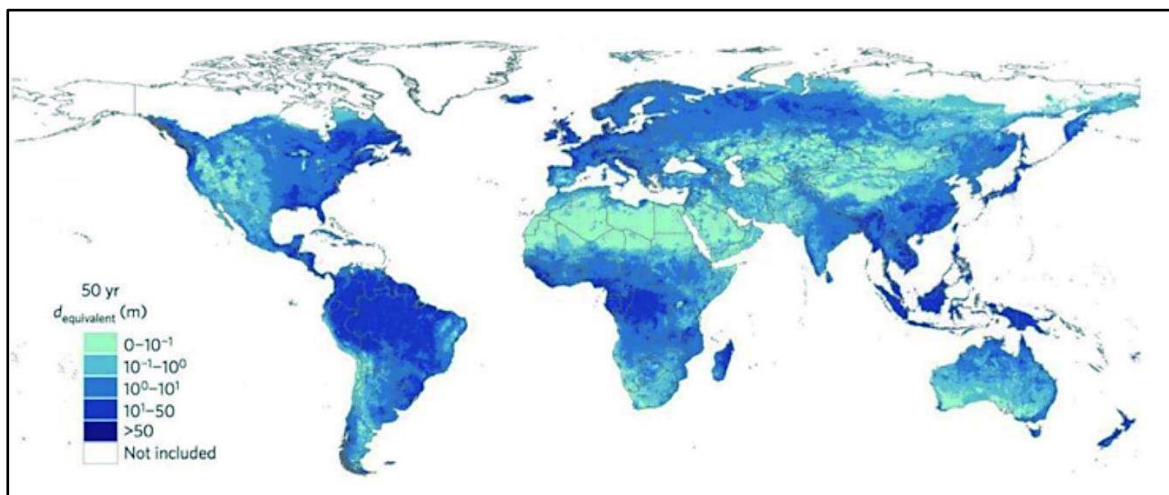 50 yr
dequivalent (m)
0–10⁻¹
10⁻¹–10⁰
10⁰–10¹
10¹–50
>50
Not included